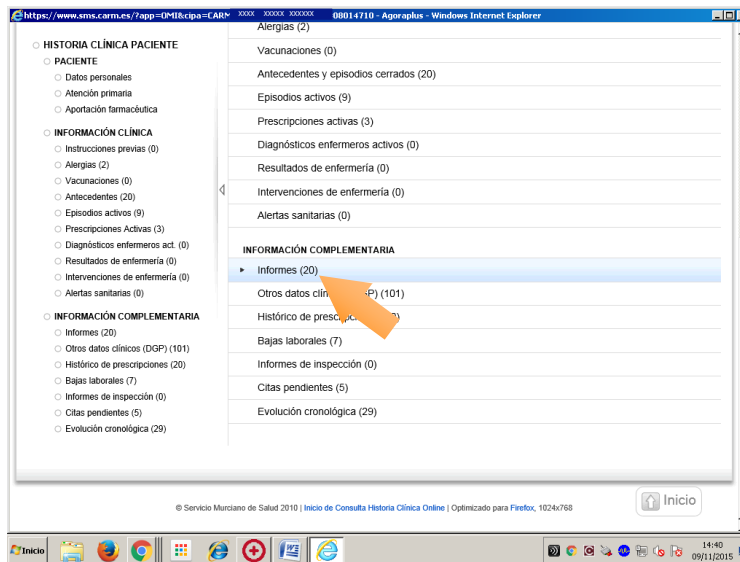 https://www.sms.carm.es/?app=OMI&cipa=CARM XXXX XXXXX XXXXXX 08014710 - Agoraplus - Windows Internet Explorer
HISTORIA CLÍNICA PACIENTE
PACIENTE
Datos personales
Atención primaria
Aportación farmacéutica
INFORMACIÓN CLÍNICA
Instrucciones previas (0)
Alergias (2)
Vacunaciones (0)
Antecedentes (20)
Episodios activos (9)
Prescripciones Activas (3)
Diagnósticos enfermeros act. (0)
Resultados de enfermería (0)
Intervenciones de enfermería (0)
Alertas sanitarias (0)
INFORMACIÓN COMPLEMENTARIA
Informes (20)
Otros datos clínicos (DGP) (101)
Histórico de prescripciones (20)
Bajas laborales (7)
Informes de inspección (0)
Citas pendientes (5)
Evolución cronológica (29)
Alergias (2)
Vacunaciones (0)
Antecedentes y episodios cerrados (20)
Episodios activos (9)
Prescripciones activas (3)
Diagnósticos enfermeros activos (0)
Resultados de enfermería (0)
Intervenciones de enfermería (0)
Alertas sanitarias (0)
INFORMACIÓN COMPLEMENTARIA
Informes (20)
Otros datos P) (101)
Histórico de
Bajas laborales (7)
Informes de inspección (0)
Citas pendientes (5)
Evolución cronológica (29)
© Servicio Murciano de Salud 2010 | Inicio de Consulta Historia Clínica Online | Optimizado para Firefox, 1024x768
Inicio
Inicio
14:40
09/11/2015